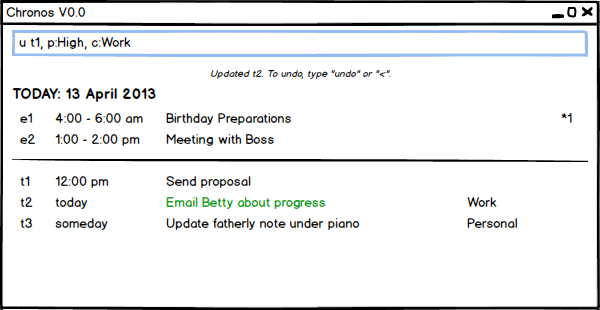 Chronos V0.0
u t1, p:High, c:Work
Updated t2. To undo, type "undo" or "<".
TODAY: 13 April 2013
e1 4:00 - 6:00 am Birthday Preparations *1
e2 1:00 - 2:00 pm Meeting with Boss
t1 12:00 pm Send proposal
t2 today Email Betty about progress Work
t3 someday Update fatherly note under piano Personal